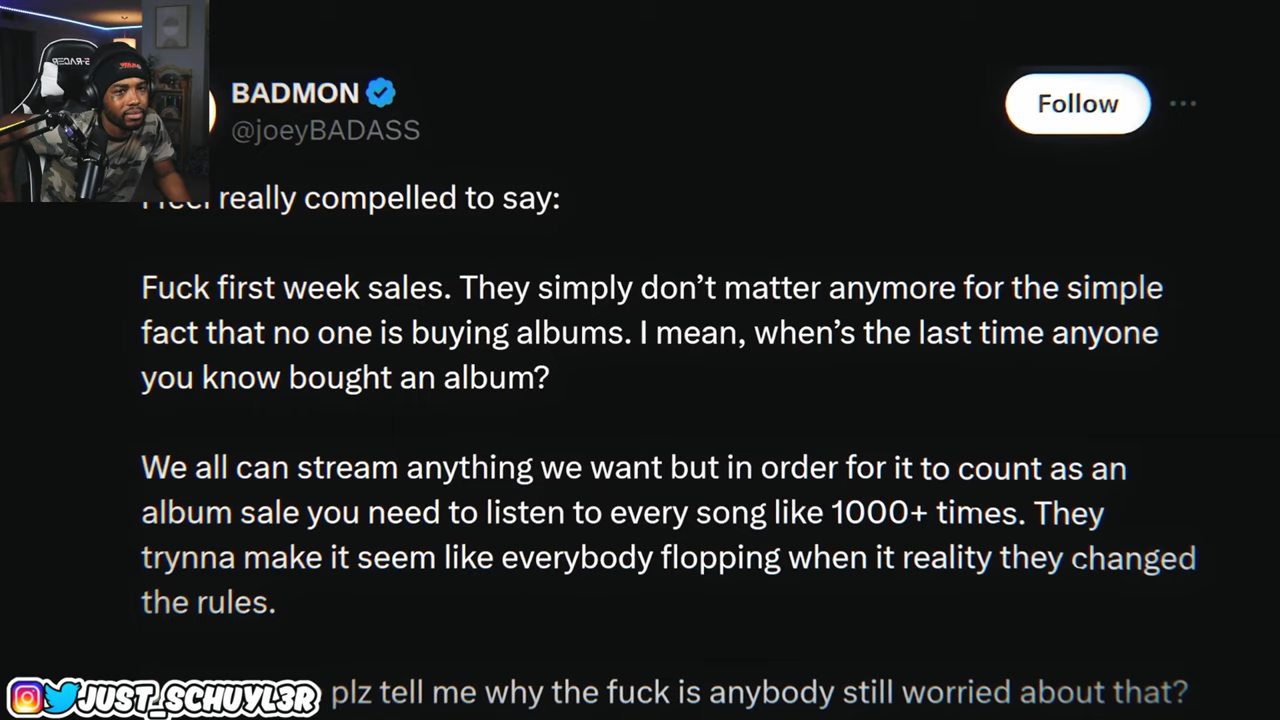 BADMON
@joeyBADASS
Follow
really compelled to say:
Fuck first week sales. They simply don’t matter anymore for the simple
fact that no one is buying albums. I mean, when’s the last time anyone
you know bought an album?
We all can stream anything we want but in order for it to count as an
album sale you need to listen to every song like 1000+ times. They
trynna make it seem like everybody flopping when it reality they changed
the rules.
JUST_SCHUYL3R plz tell me why the fuck is anybody still worried about that?